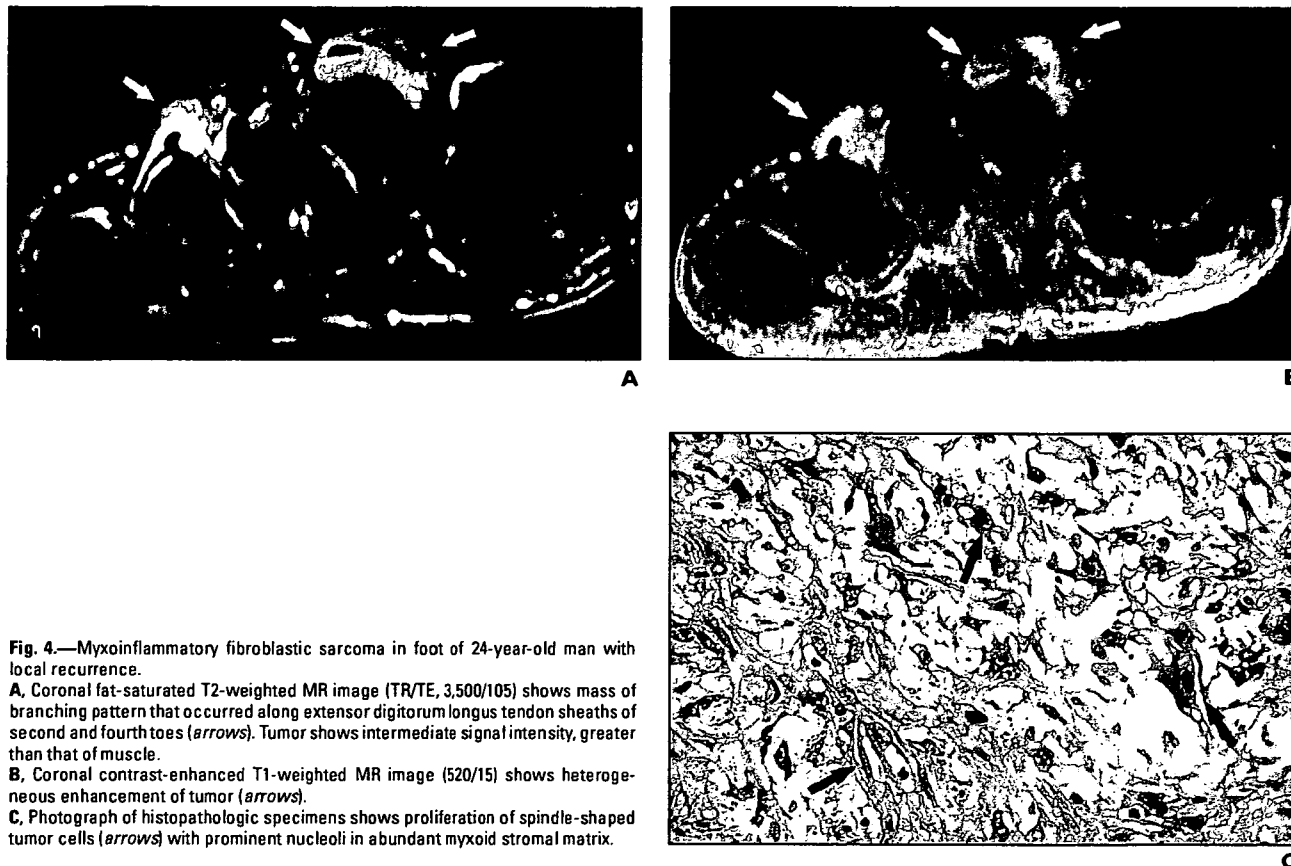 A
B
Fig. 4.—Myxoinflammatory fibroblastic sarcoma in foot of 24-year-old man with
local recurrence.
A, Coronal fat-saturated T2-weighted MR image (TR/TE, 3,500/105) shows mass of
branching pattern that occurred along extensor digitorum longus tendon sheaths of
second and fourth toes (arrows). Tumor shows intermediate signal intensity, greater
than that of muscle.
B, Coronal contrast-enhanced T1-weighted MR image (520/15) shows heteroge-
neous enhancement of tumor (arrows).
C, Photograph of histopathologic specimens shows proliferation of spindle-shaped
tumor cells (arrows) with prominent nucleoli in abundant myxoid stromal matrix.
C